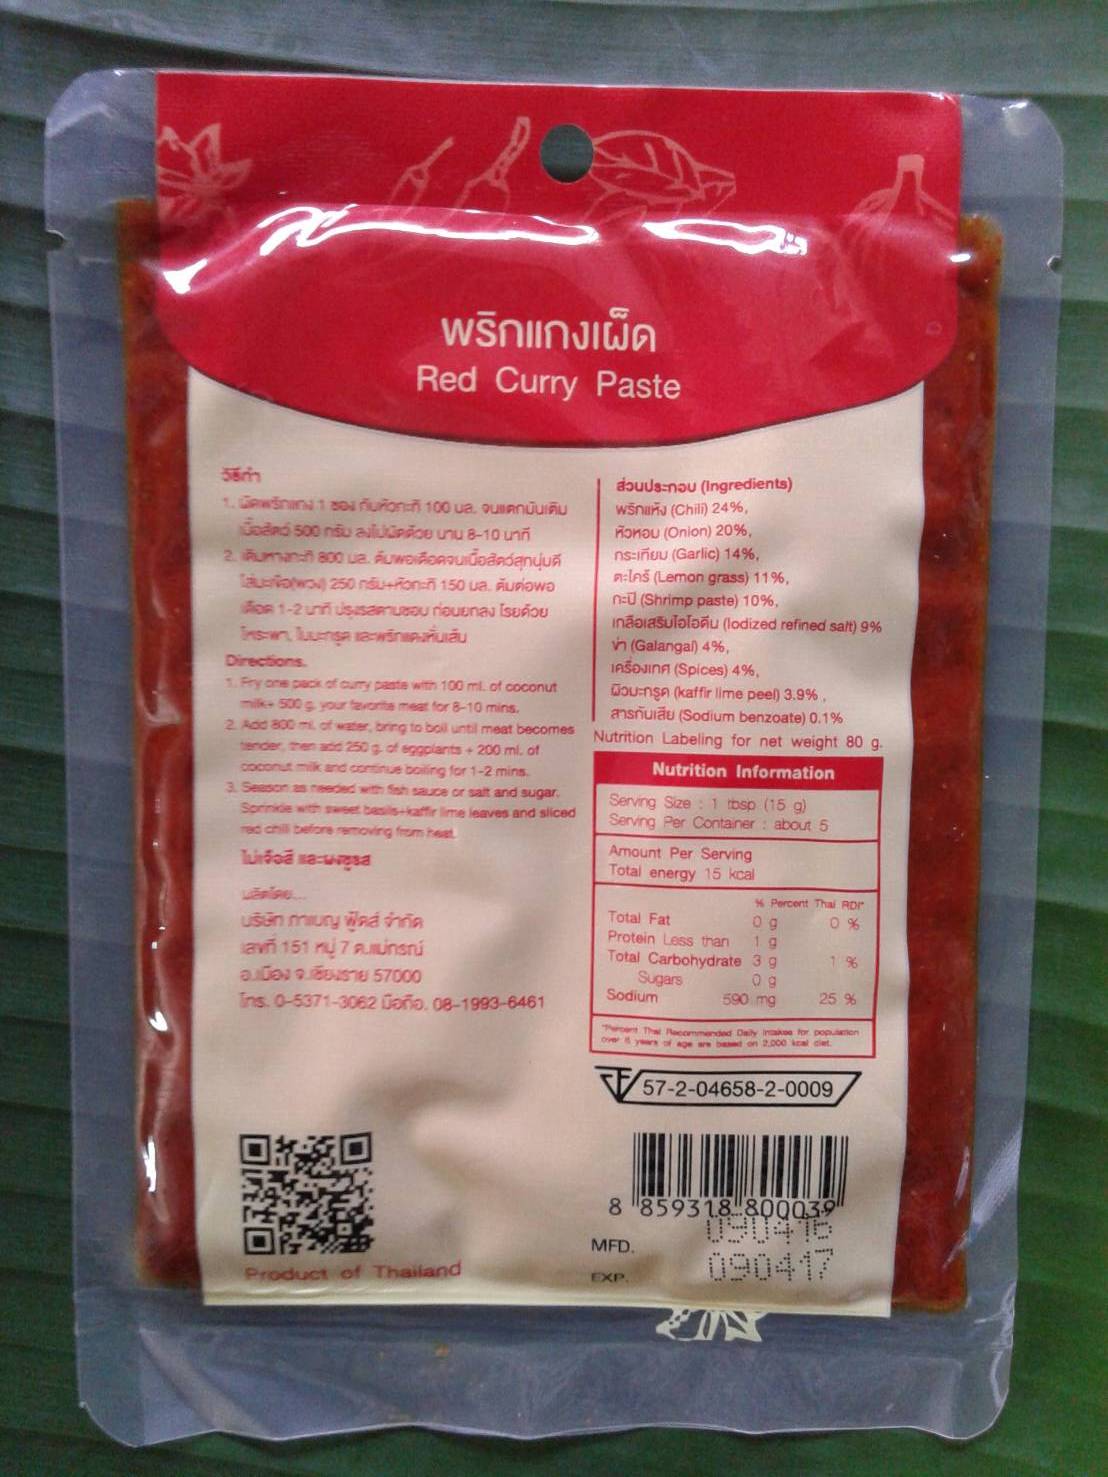 พริกแกงเผ็ด
Red Curry Paste
วิธีทำ
1. ผัดพริกแกง 1 ซอง กับหัวกะทิ 100 มล. จนแตกมันเติม
เนื้อสัตว์ 500 กรัม ลงไปผัดด้วย นาน 8-10 นาที
2. เติมหางกะทิ 800 มล. ต้มพอเดือดจนเนื้อสัตว์สุกนุ่มดี
ใส่มะเขือ(พวง) 250 กรัม+หัวกะทิ 150 มล. ต้มต่อพอ
เดือด 1-2 นาที ปรุงรสตามชอบ ก่อนยกลง โรยด้วย
โหระพา, ใบมะกรูด และพริกแดงหั่นเส้น
Directions.
1. Fry one pack of curry paste with 100 ml. of coconut
milk+ 500 g. your favorite meat for 8-10 mins.
2. Add 800 ml. of water, bring to boil until meat becomes
tender, then add 250 g. of eggplants + 200 ml. of
coconut milk and continue boiling for 1-2 mins.
3. Season as needed with fish sauce or salt and sugar.
Sprinkle with sweet basils+kaffir lime leaves and sliced
red chilli before removing from heat.
ไม่เจือสี และผงชูรส
ผลิตโดย...
บริษัท กาเบญ ฟู๊ดส์ จำกัด
เลขที่ 151 หมู่ 7 ต.แม่กรณ์
อ.เมือง จ.เชียงราย 57000
โทร. 0-5371-3062 มือถือ. 08-1993-6461
Product of Thailand
ส่วนประกอบ (Ingredients)
พริกแห้ง (Chili) 24%,
หัวหอม (Onion) 20%,
กระเทียม (Garlic) 14%,
ตะไคร้ (Lemon grass) 11%,
กะปิ (Shrimp paste) 10%,
เกลือเสริมไอโอดีน (Iodized refined salt) 9%
ข่า (Galangal) 4%,
เครื่องเทศ (Spices) 4%,
ผิวมะกรูด (kaffir lime peel) 3.9% ,
สารกันเสีย (Sodium benzoate) 0.1%
Nutrition Labeling for net weight 80 g.
Nutrition Information
Serving Size : 1 tbsp (15 g)
Serving Per Container : about 5
Amount Per Serving
Total energy 15 kcal
% Percent Thai RDI*
Total Fat 0 g 0 %
Protein Less than 1 g
Total Carbohydrate 3 g 1 %
Sugars 0 g
Sodium 590 mg 25 %
*Percent Thai Recommended Daily Intakes for population
over 6 years of age are based on 2,000 kcal diet.
57-2-04658-2-0009
8 859318 800039
MFD. 090416
EXP. 090417